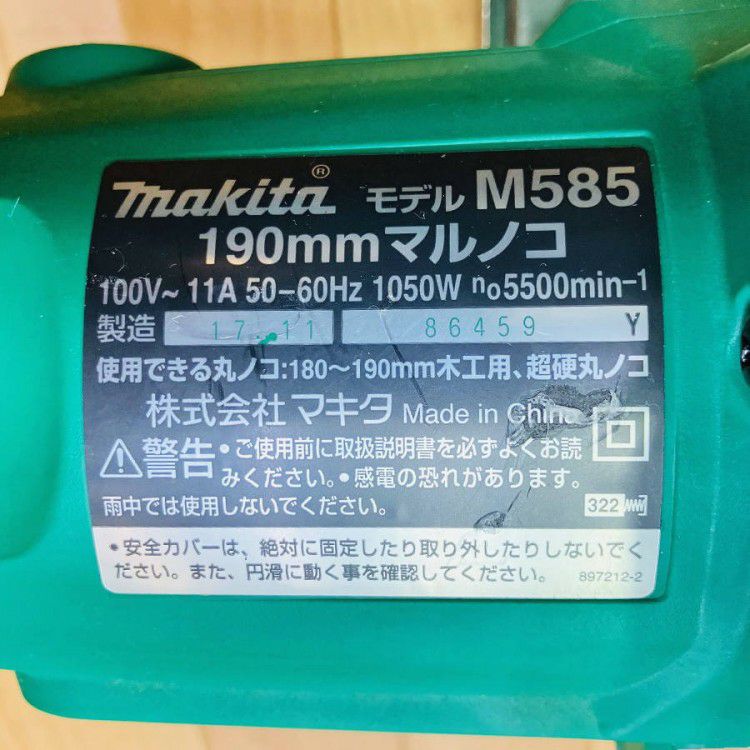 makita® モデル M585
190mmマルノコ
100V~ 11A 50-60Hz 1050W n₀5500min⁻¹
製造 17.11 86459 Y
使用できる丸ノコ:180~190mm木工用、超硬丸ノコ
株式会社マキタ Made in China
警告・ご使用前に取扱説明書を必ずよくお読
みください。・感電の恐れがあります。
雨中では使用しないでください。
322
・安全カバーは、絶対に固定したり取り外したりしないでく
ださい。また、円滑に動く事を確認してください。 897212-2